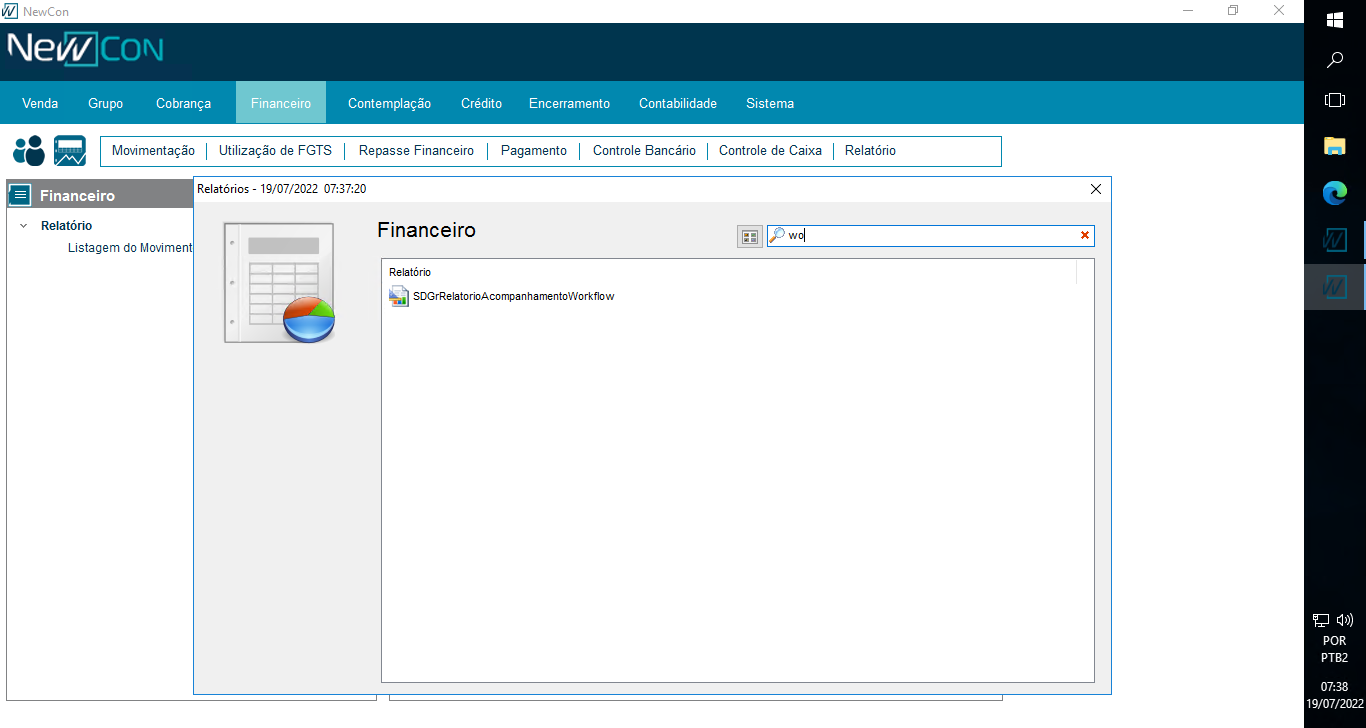 NewCon
NewCon
Venda Grupo Cobrança Financeiro Contemplação Crédito Encerramento Contabilidade Sistema
Movimentação Utilização de FGTS Repasse Financeiro Pagamento Controle Bancário Controle de Caixa Relatório
Financeiro
Relatório
Listagem do Moviment
Relatórios - 19/07/2022 07:37:20
Financeiro
wo
Relatório
SDGrRelatorioAcompanhamentoWorkflow
POR
PTB2
07:38
19/07/2022